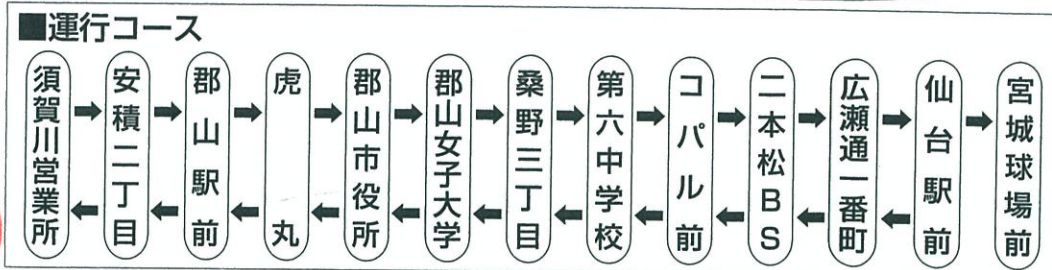 ■運行コース
須賀川営業所
安積二丁目
郡山駅前
虎丸
郡山市役所
郡山女子大学
桑野三丁目
第六中学校
コパル前
二本松BS
広瀬通一番町
仙台駅前
宮城球場前